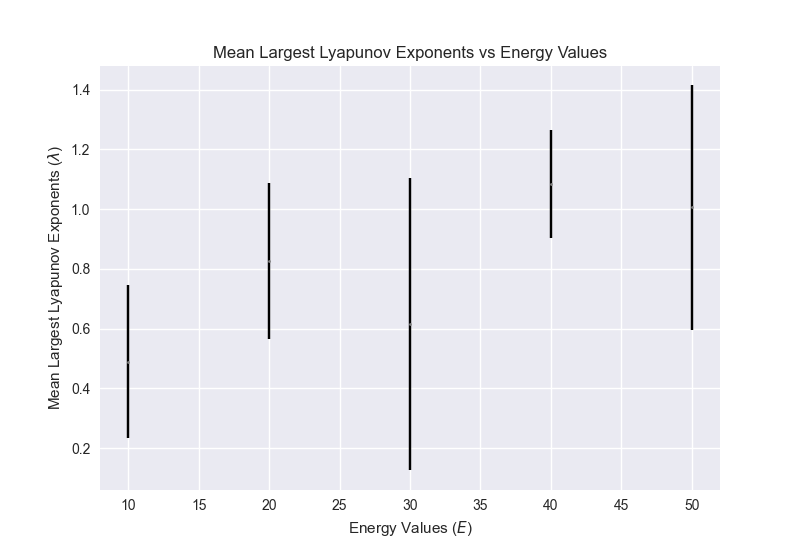 Mean Largest Lyapunov Exponents vs Energy Values
Mean Largest Lyapunov Exponents (λ)
1.4
1.2
1.0
0.8
0.6
0.4
0.2
10 15 20 25 30 35 40 45 50
Energy Values (E)